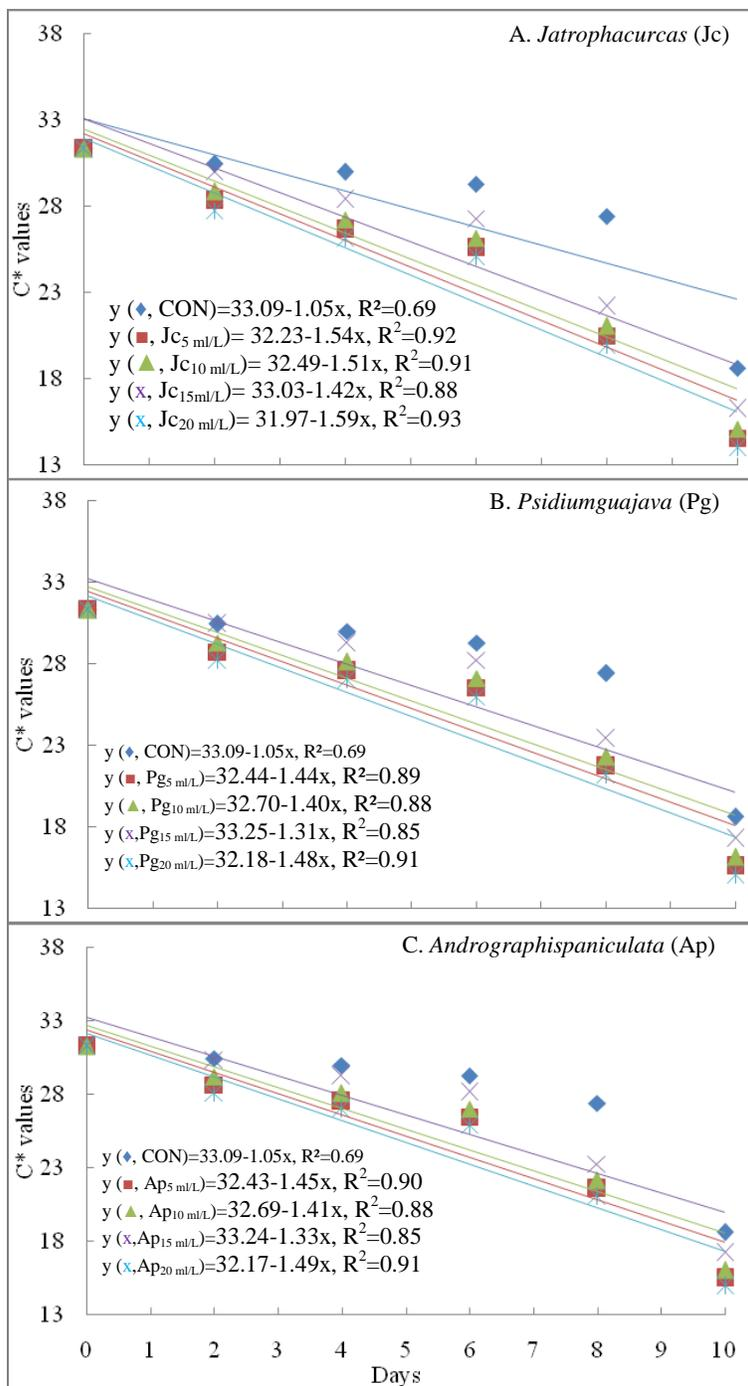 A. Jatrophacurcas (Jc)
38
33
28
23
18
13
C* values
y (♦, CON)=33.09-1.05x, R²=0.69
y (■, Jc5 ml/L)= 32.23-1.54x, R²=0.92
y (▲, Jc10 ml/L)= 32.49-1.51x, R²=0.91
y (x, Jc15ml/L)= 33.03-1.42x, R²=0.88
y (x, Jc20 ml/L)= 31.97-1.59x, R²=0.93
B. Psidiumguajava (Pg)
38
33
28
23
18
13
C* values
y (♦, CON)=33.09-1.05x, R²=0.69
y (■, Pg5 ml/L)=32.44-1.44x, R²=0.89
y (▲, Pg10 ml/L)=32.70-1.40x, R²=0.88
y (x,Pg15 ml/L)=33.25-1.31x, R²=0.85
y (x,Pg20 ml/L)=32.18-1.48x, R²=0.91
C. Andrographispaniculata (Ap)
38
33
28
23
18
13
C* values
y (♦, CON)=33.09-1.05x, R²=0.69
y (■, Ap5 ml/L)=32.43-1.45x, R²=0.90
y (▲, Ap10 ml/L)=32.69-1.41x, R²=0.88
y (x,Ap15 ml/L)=33.24-1.33x, R²=0.85
y (x,Ap20 ml/L)=32.17-1.49x, R²=0.91
0 1 2 3 4 5 6 7 8 9 10
Days